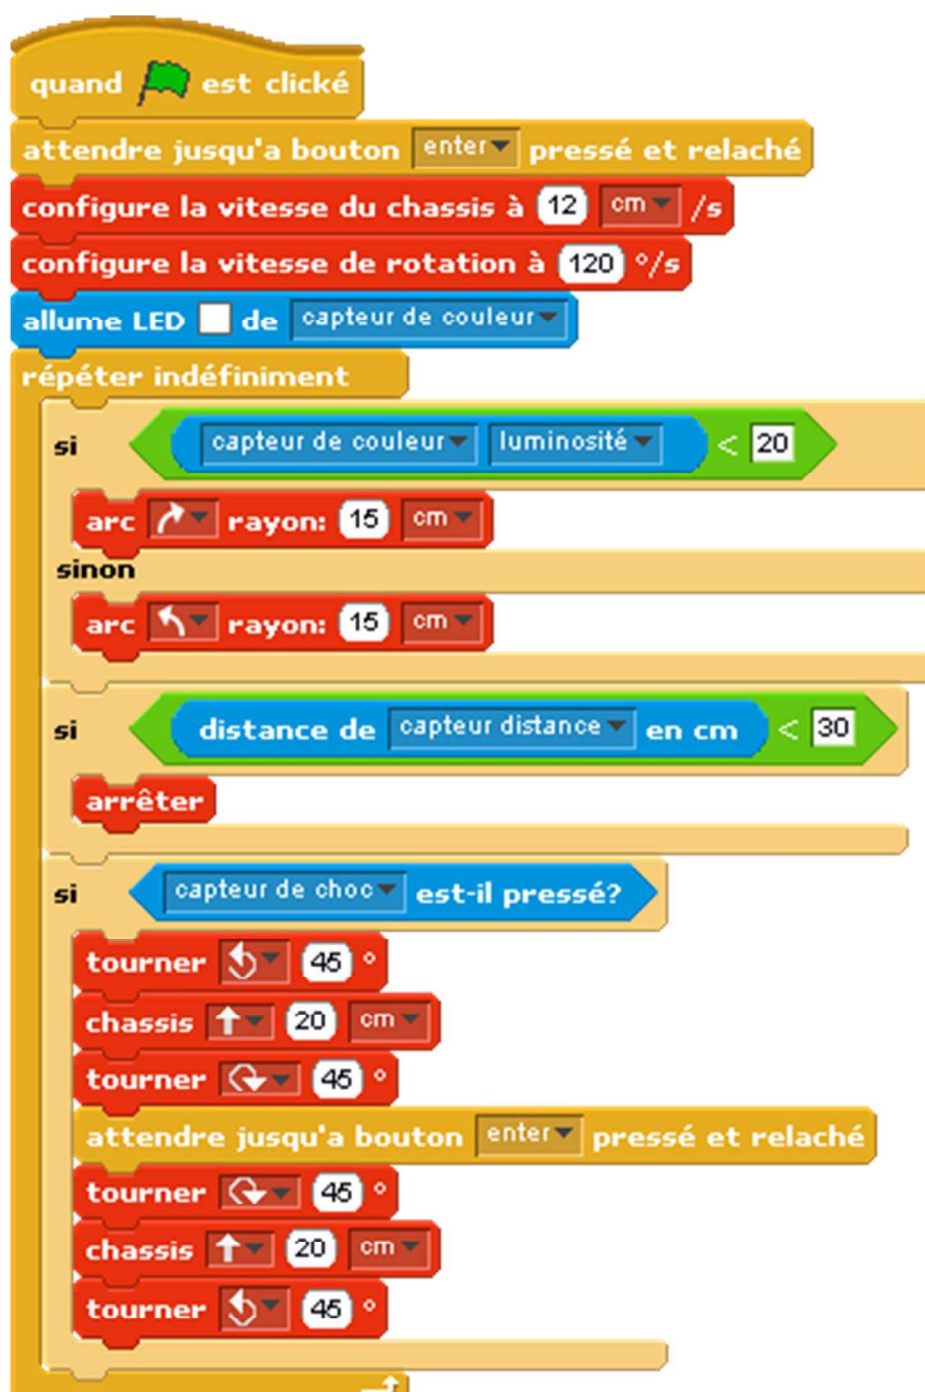 quand est clické
attendre jusqu'a bouton enter pressé et relaché
configure la vitesse du chassis à 12 cm /s
configure la vitesse de rotation à 120 °/s
allume LED de capteur de couleur
répéter indéfiniment
si capteur de couleur luminosité < 20
arc rayon: 15 cm
sinon
arc rayon: 15 cm
si distance de capteur distance en cm < 30
arrêter
si capteur de choc est-il pressé?
tourner 45 °
chassis 20 cm
tourner 45 °
attendre jusqu'a bouton enter pressé et relaché
tourner 45 °
chassis 20 cm
tourner 45 °